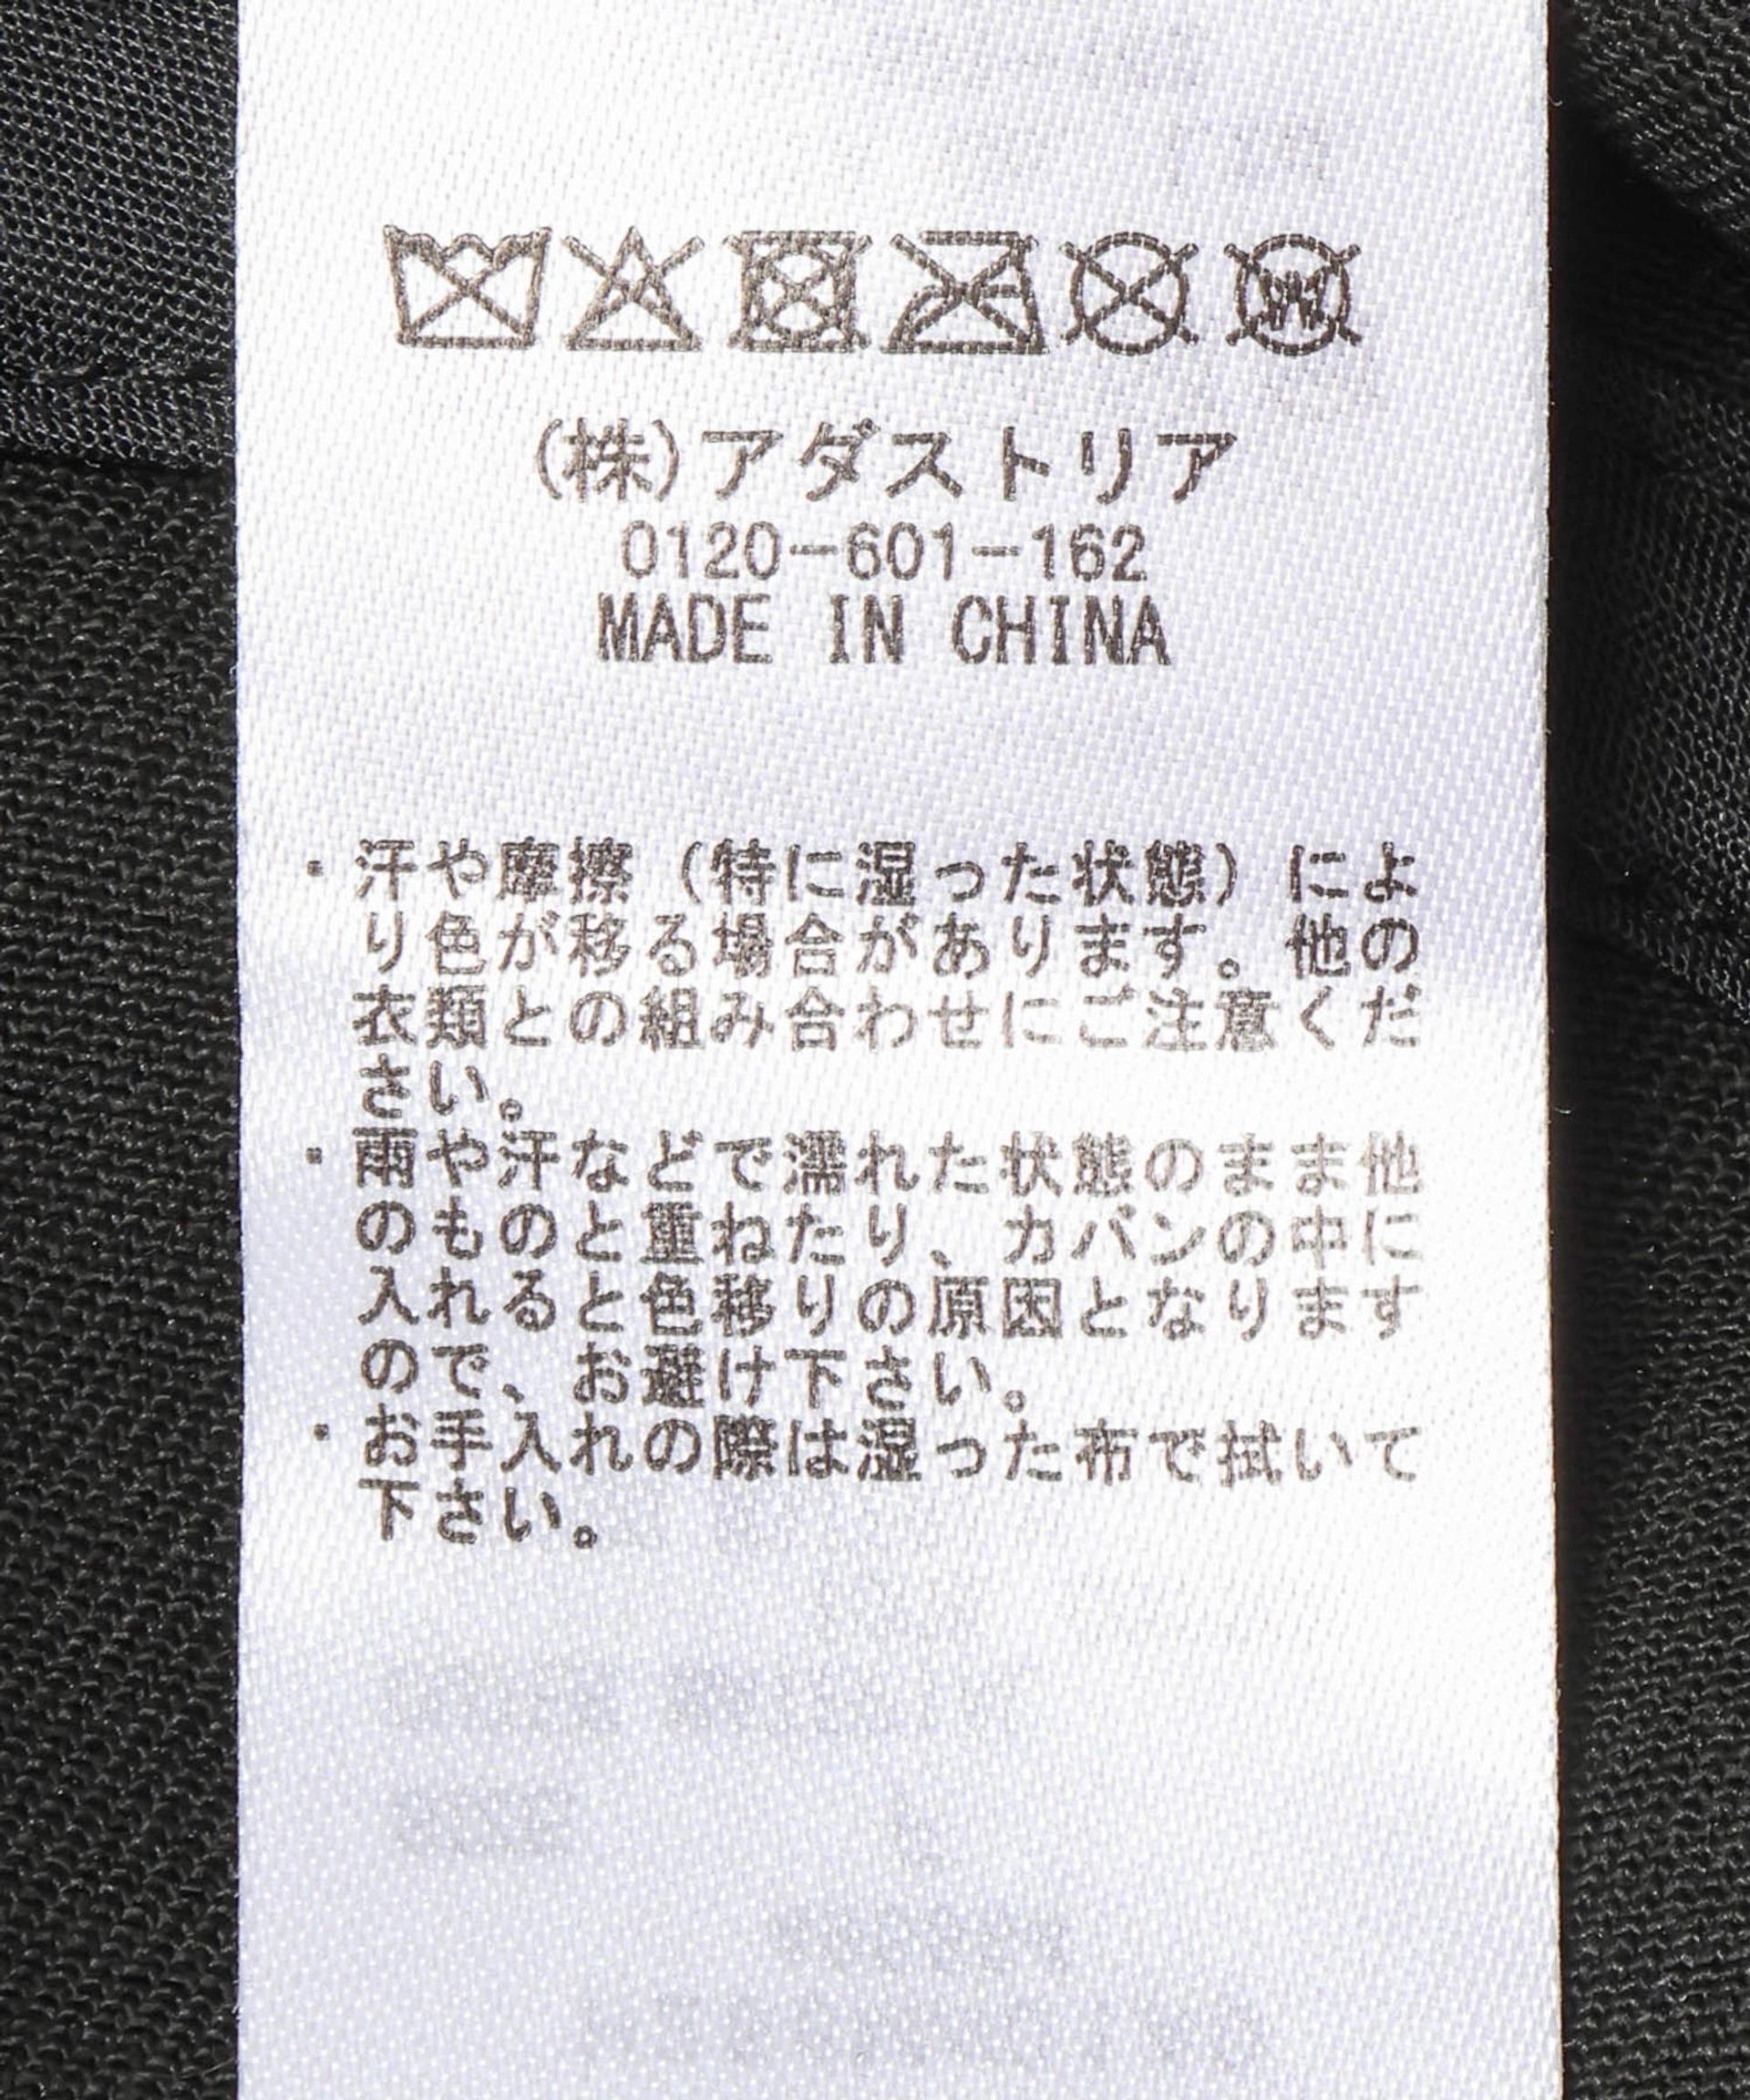 (株)アダストリア
0120-601-162
MADE IN CHINA
・汗や摩擦（特に湿った状態）によ
り色が移る場合があります。他の
衣類との組み合わせにご注意くだ
さい。
・雨や汗などで濡れた状態のまま他
のものと重ねたり、カバンの中に
入れると色移りの原因となります
ので、お避け下さい。
・お手入れの際は湿った布で拭いて
下さい。